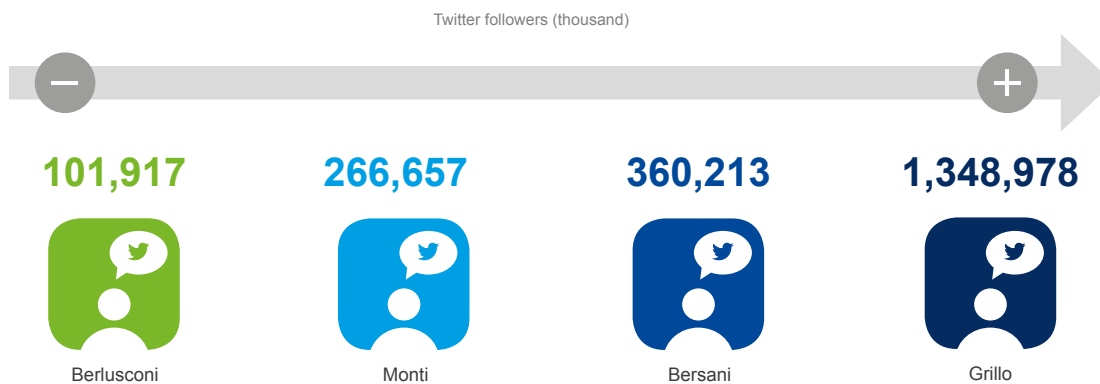 Twitter followers (thousand)
101,917 266,657 360,213 1,348,978
Berlusconi Monti Bersani Grillo